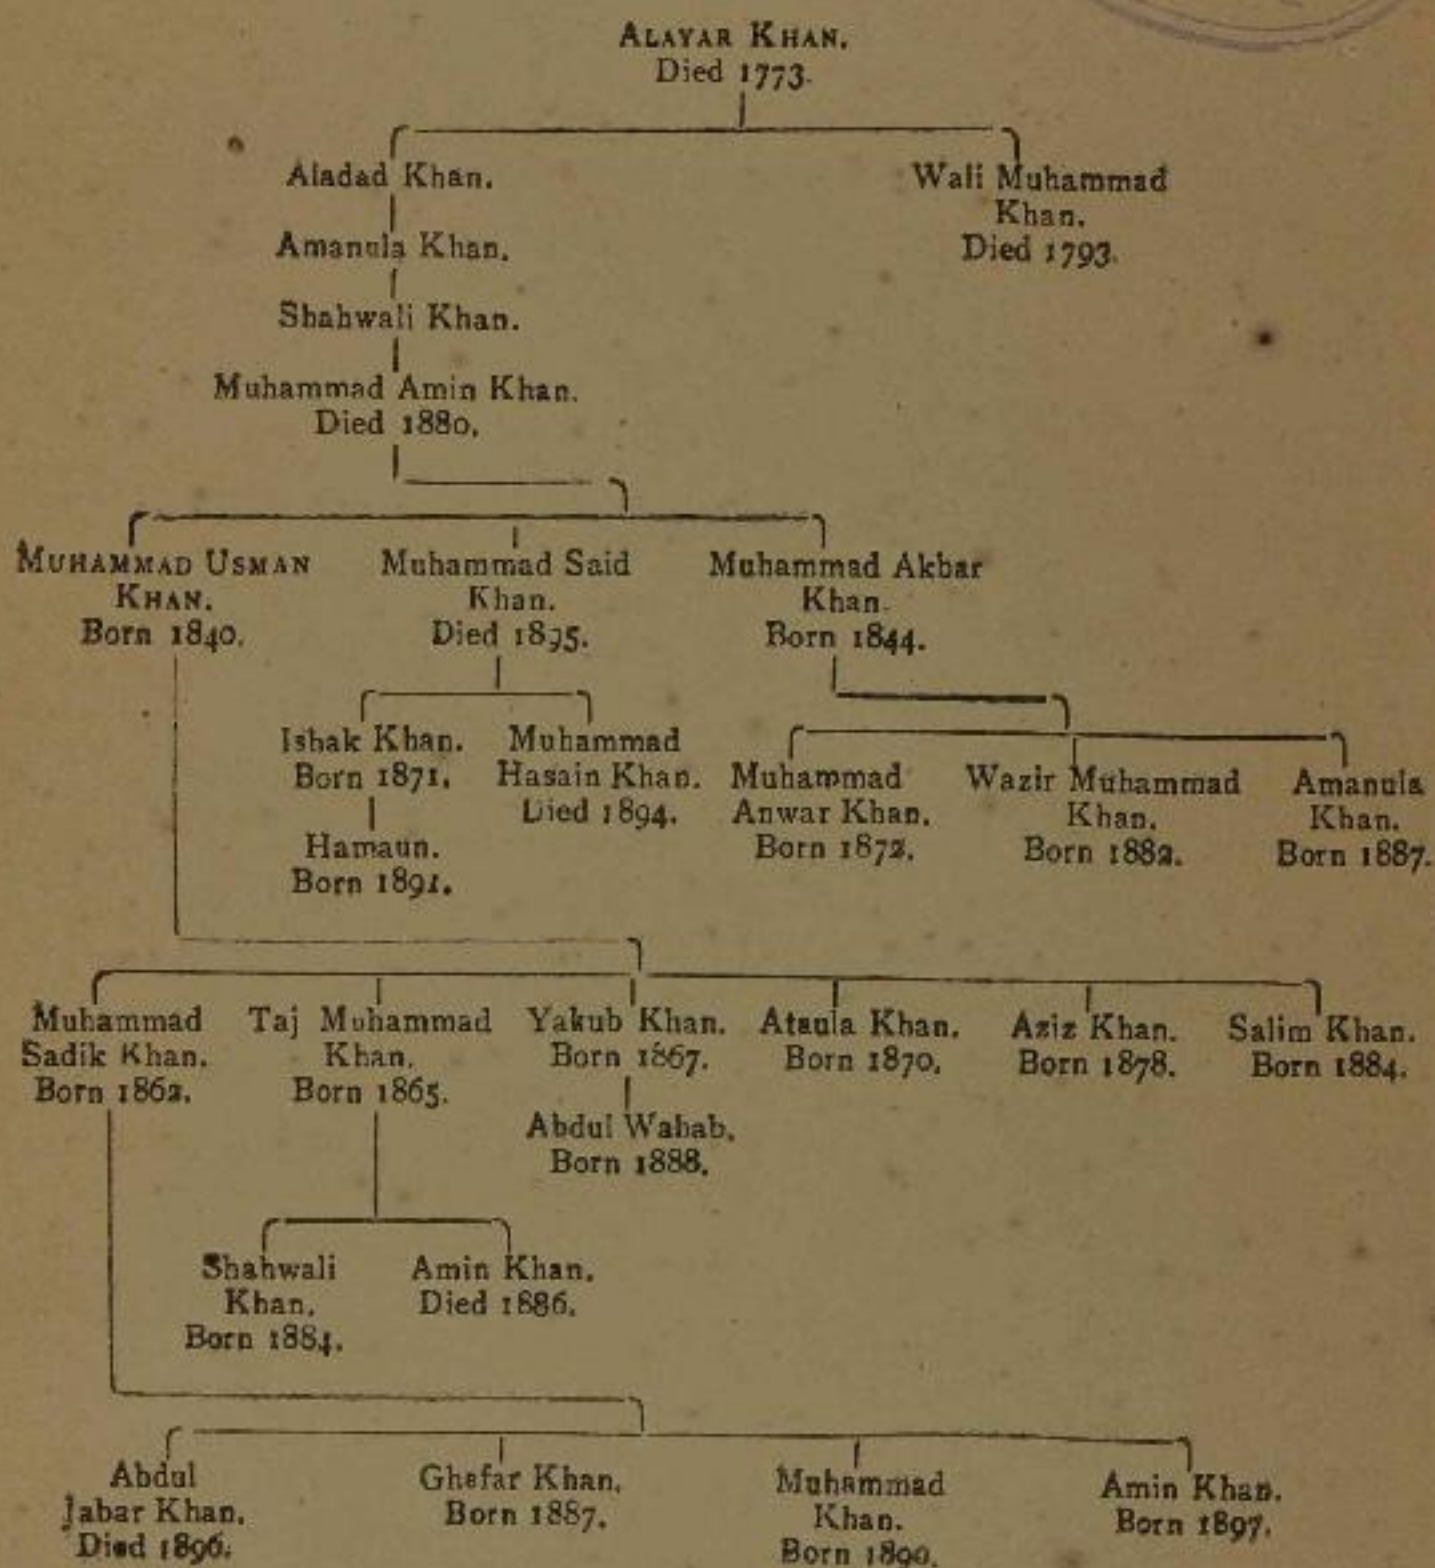 ALAYAR KHAN.
Died 1773.
Aladad Khan.
Wali Muhammad
Khan.
Died 1793.
Amanula Khan.
Shahwali Khan.
Muhammad Amin Khan.
Died 1880.
MUHAMMAD USMAN
KHAN.
Born 1840.
Muhammad Said
Khan.
Died 1895.
Muhammad Akbar
Khan.
Born 1844.
Ishak Khan.
Born 1871.
Muhammad
Hasain Khan.
Died 1894.
Muhammad
Anwar Khan.
Born 1872.
Wazir Muhammad
Khan.
Born 1882.
Amanula
Khan.
Born 1887.
Hamaun.
Born 1891.
Muhammad
Sadik Khan.
Born 1862.
Taj Muhammad
Khan.
Born 1865.
Yakub Khan.
Born 1867.
Ataula Khan.
Born 1870.
Aziz Khan.
Born 1878.
Salim Khan.
Born 1884.
Abdul Wahab.
Born 1888.
Shahwali
Khan.
Born 1884.
Amin Khan.
Died 1886.
Abdul
Jabar Khan.
Died 1896.
Ghefar Khan.
Born 1887.
Muhammad
Khan.
Born 1890.
Amin Khan.
Born 1897.